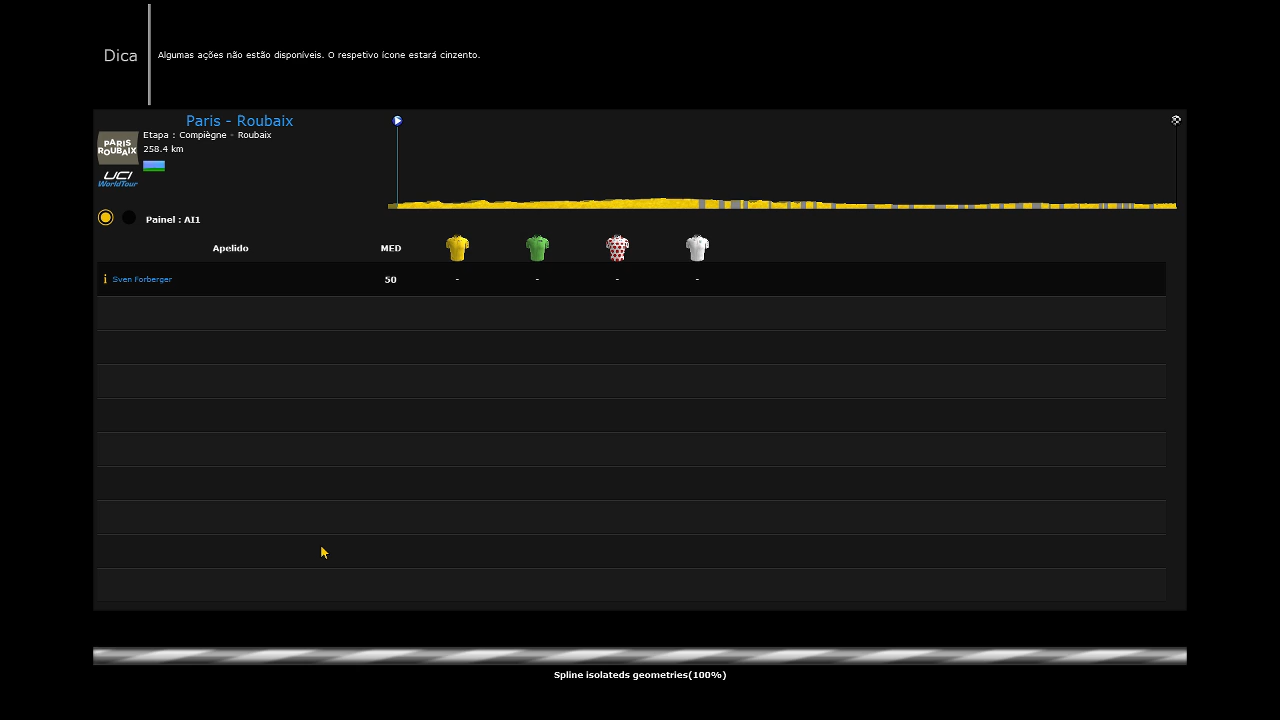 Dica
Algumas ações não estão disponíveis. O respetivo ícone estará cinzento.
Paris - Roubaix
PARIS
ROUBAIX
Etapa : Compiègne - Roubaix
258.4 km
UCI
WorldTour
Painel : AI1
Apelido MED
i Sven Forberger 50 - - - -
Spline isolateds geometries(100%)